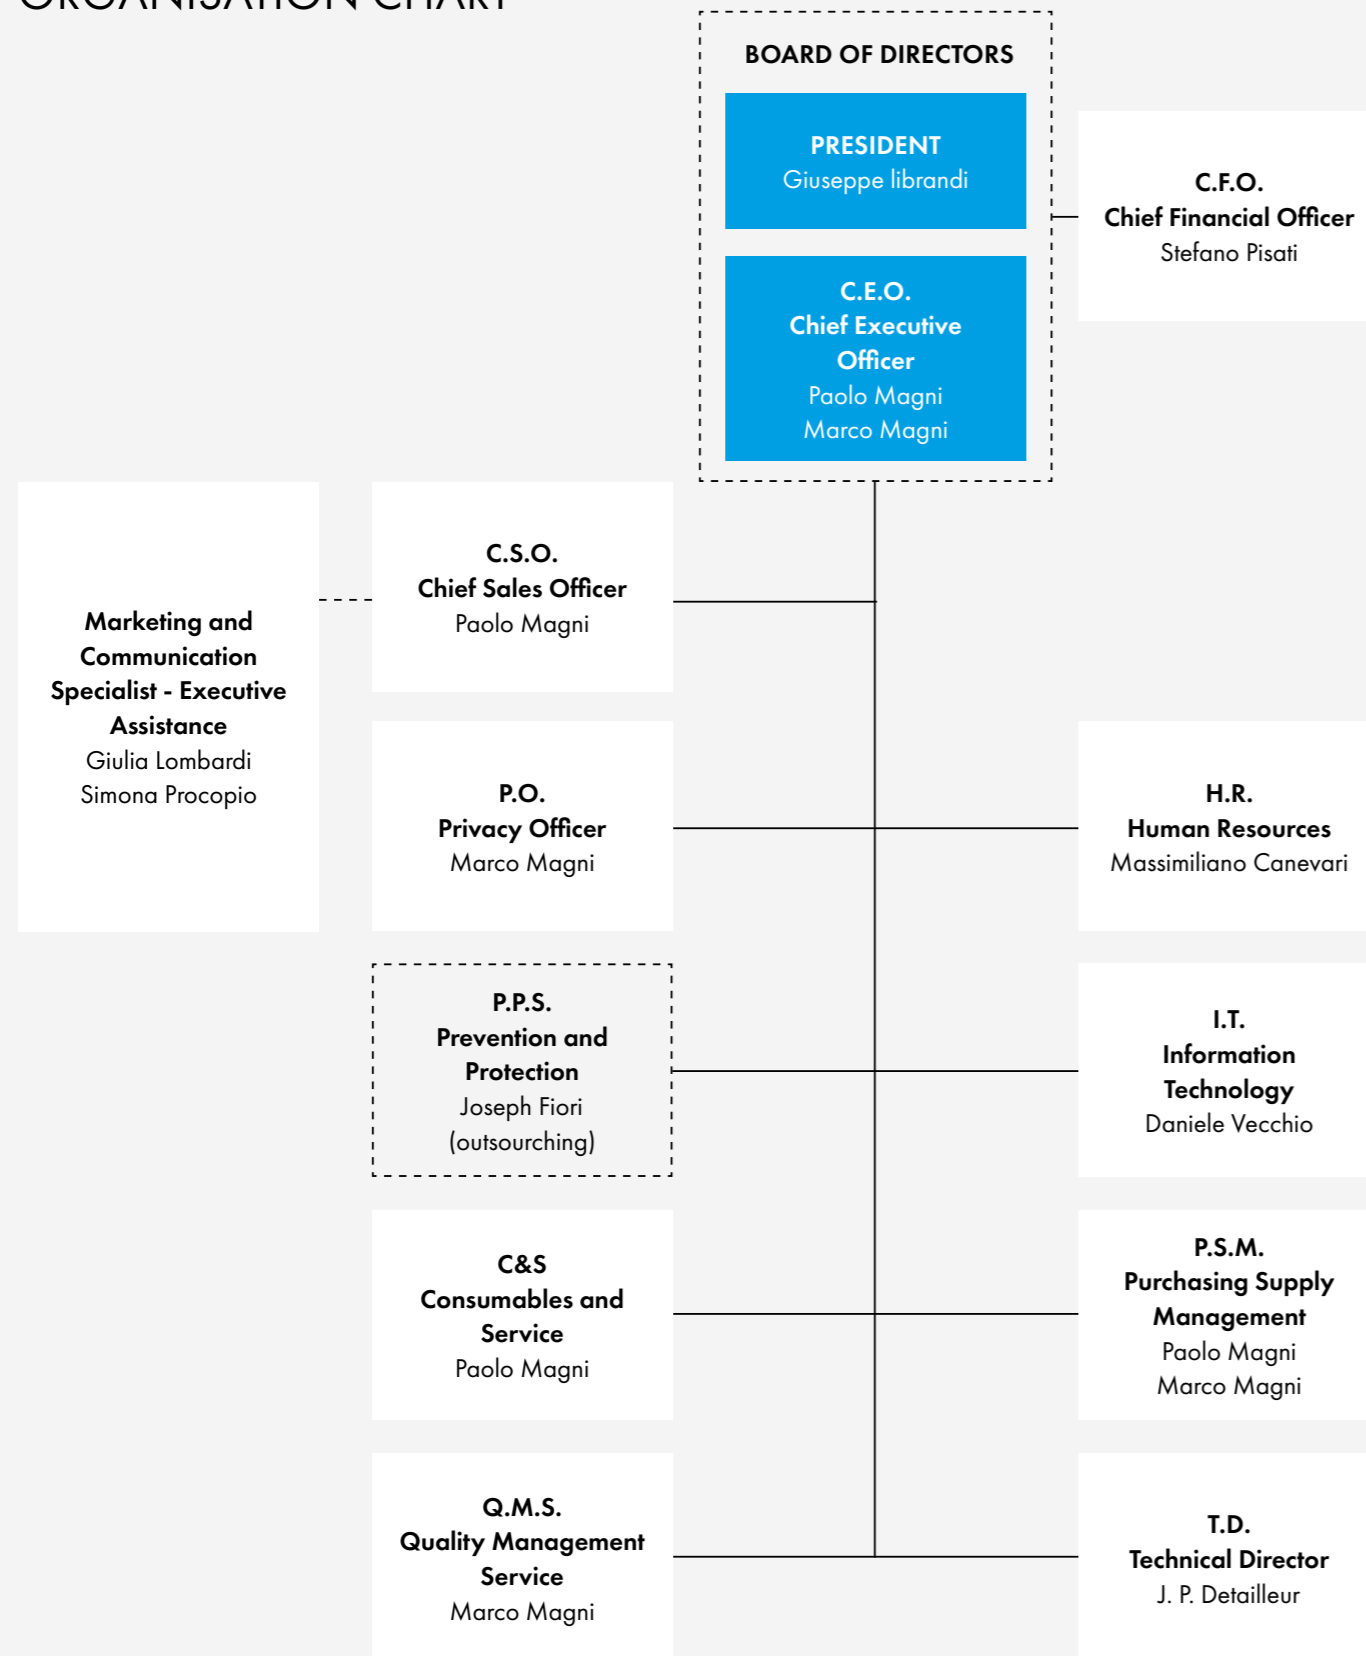 ORGANISATION CHART
BOARD OF DIRECTORS
PRESIDENT
Giuseppe librandi
C.F.O.
Chief Financial Officer
Stefano Pisati
C.E.O.
Chief Executive
Officer
Paolo Magni
Marco Magni
Marketing and
Communication
Specialist - Executive
Assistance
Giulia Lombardi
Simona Procopio
C.S.O.
Chief Sales Officer
Paolo Magni
P.O.
Privacy Officer
Marco Magni
H.R.
Human Resources
Massimiliano Canevari
P.P.S.
Prevention and
Protection
Joseph Fiori
(outsourching)
I.T.
Information
Technology
Daniele Vecchio
C&S
Consumables and
Service
Paolo Magni
P.S.M.
Purchasing Supply
Management
Paolo Magni
Marco Magni
Q.M.S.
Quality Management
Service
Marco Magni
T.D.
Technical Director
J. P. Detailleur